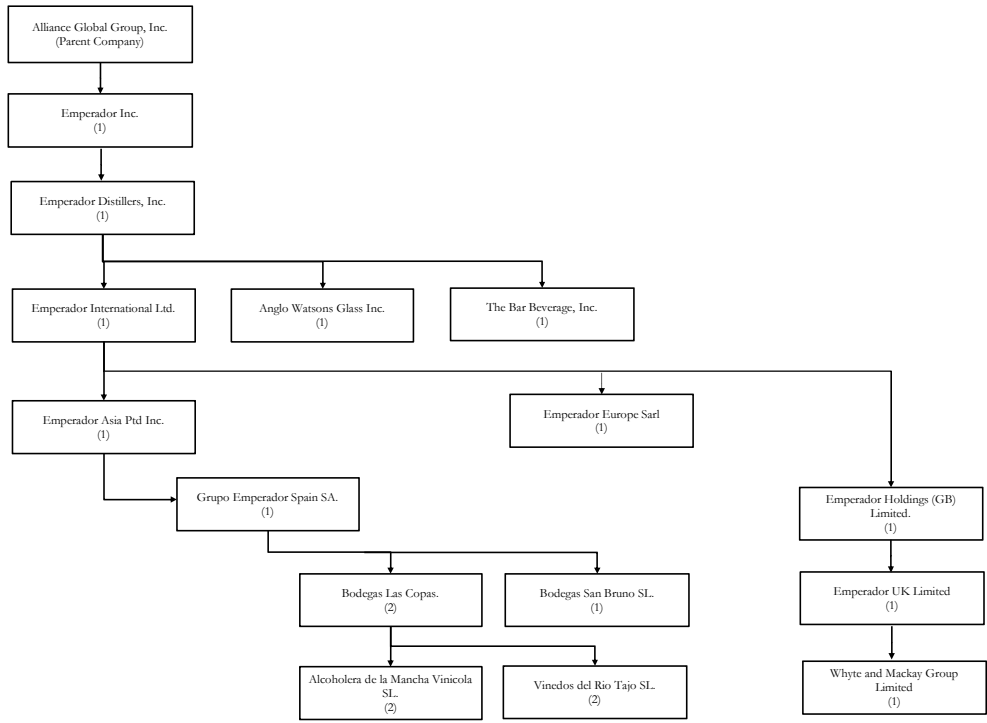 Alliance Global Group, Inc.
(Parent Company)
Emperador Inc.
(1)
Emperador Distillers, Inc.
(1)
Emperador International Ltd.
(1)
Anglo Watsons Glass Inc.
(1)
The Bar Beverage, Inc.
(1)
Emperador Asia Ptd Inc.
(1)
Emperador Europe Sarl
(1)
Grupo Emperador Spain SA.
(1)
Emperador Holdings (GB)
Limited.
(1)
Bodegas Las Copas.
(2)
Bodegas San Bruno SL.
(1)
Emperador UK Limited
(1)
Alcoholera de la Mancha Vinicola
SL.
(2)
Vinedos del Rio Tajo SL.
(2)
Whyte and Mackay Group
Limited
(1)